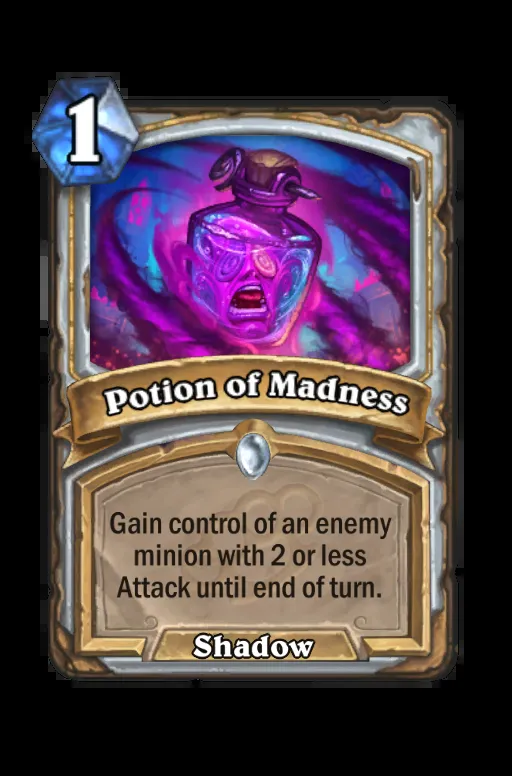 1
Potion of Madness
Gain control of an enemy
minion with 2 or less
Attack until end of turn.
Shadow